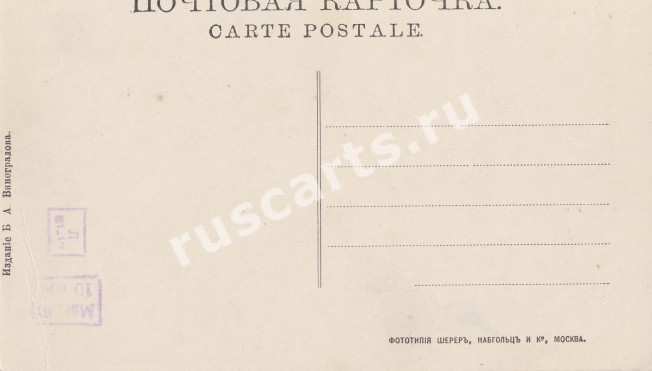 ПОЧТОВАЯ КАРТОЧКА.
CARTE POSTALE.
Изданіе Б. А. Виноградова.
ruscarts.ru
ФОТОТИПІЯ ШЕРЕРЪ, НАБГОЛЬЦЪ И Кº, МОСКВА.